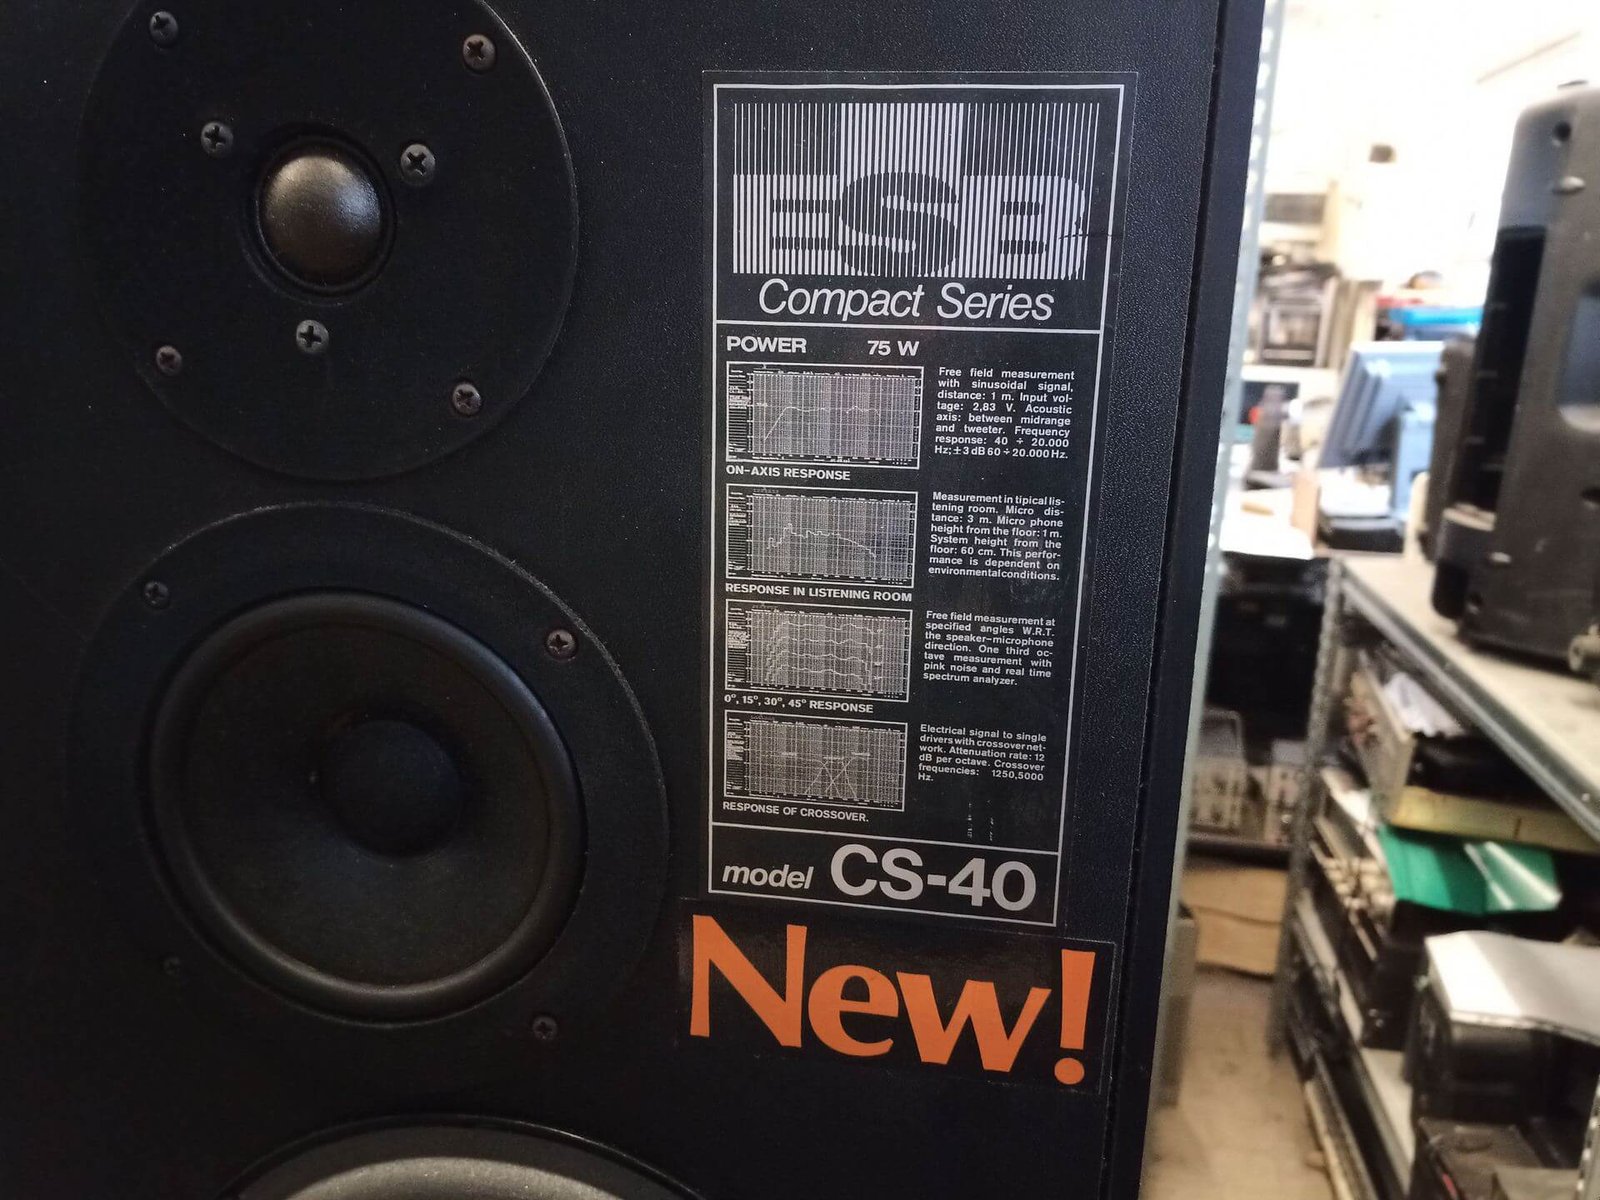 ESB
Compact Series
POWER 75 W
Free field measurement
with sinusoidal signal,
distance: 1 m. Input vol-
tage: 2,83 V. Acoustic
axis: between midrange
and tweeter. Frequency
response: 40 ÷ 20.000
Hz; ±3 dB 60 ÷ 20.000 Hz.
ON-AXIS RESPONSE
Measurement in tipical lis-
tening room. Micro dis-
tance: 3 m. Micro phone
height from the floor: 1 m.
System height from the
floor: 60 cm. This perfor-
mance is dependent on
environmentalconditions.
RESPONSE IN LISTENING ROOM
Free field measurement at
specified angles W.R.T.
the speaker-microphone
direction. One third oc-
tave measurement with
pink noise and real time
spectrum analyzer.
0°, 15°, 30°, 45° RESPONSE
Electrical signal to single
drivers with crossover net-
work. Attenuation rate: 12
dB per octave. Crossover
frequencies: 1250,5000
Hz.
RESPONSE OF CROSSOVER.
model CS-40
New!